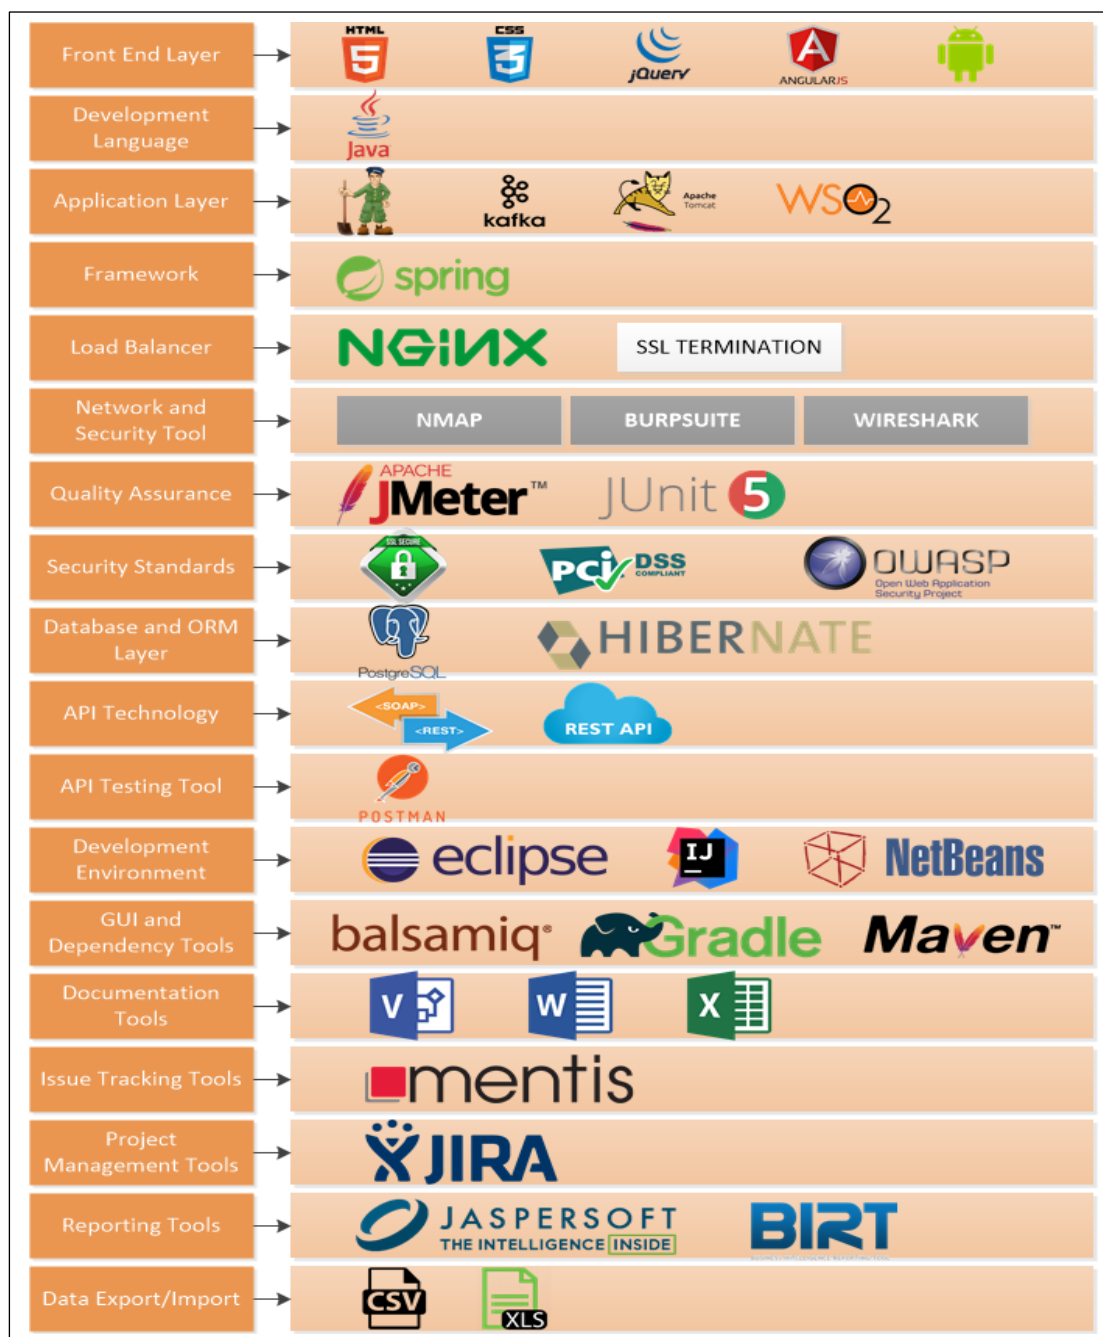 Front End Layer
HTML
5
CSS
3
jQuery
A
ANGULARJS
Development
Language
Java
Application Layer
kafka
Apache
Tomcat
WSO2
Framework
spring
Load Balancer
NGINX
SSL TERMINATION
Network and
Security Tool
NMAP
BURPSUITE
WIRESHARK
Quality Assurance
APACHE
JMeter™
JUnit 5
Security Standards
SSL SECURE
PCI DSS
COMPLIANT
OWASP
Open Web Application
Security Project
Database and ORM
Layer
PostgreSQL
HIBERNATE
API Technology
<SOAP>
<REST>
REST API
API Testing Tool
POSTMAN
Development
Environment
eclipse
IJ
NetBeans
GUI and
Dependency Tools
balsamiq®
Gradle
Maven™
Documentation
Tools
V
W
X
Issue Tracking Tools
mentis
Project
Management Tools
JIRA
Reporting Tools
JASPERSOFT
THE INTELLIGENCE INSIDE
BIRT
Data Export/Import
CSV
XLS